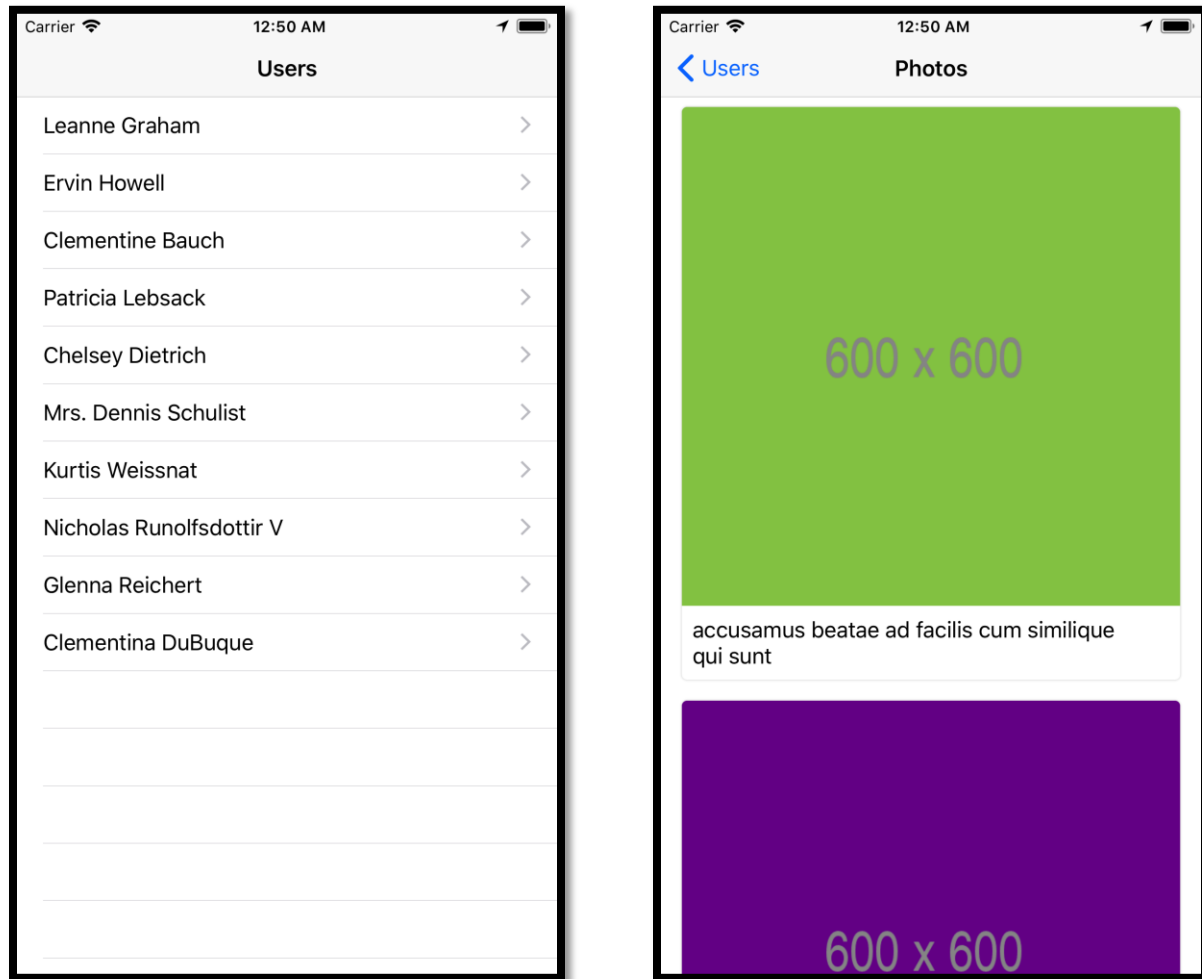 Carrier 12:50 AM
Users
Leanne Graham
Ervin Howell
Clementine Bauch
Patricia Lebsack
Chelsey Dietrich
Mrs. Dennis Schulist
Kurtis Weissnat
Nicholas Runolfsdottir V
Glenna Reichert
Clementina DuBuque
Carrier 12:50 AM
Users Photos
600 x 600
accusamus beatae ad facilis cum similique
qui sunt
600 x 600